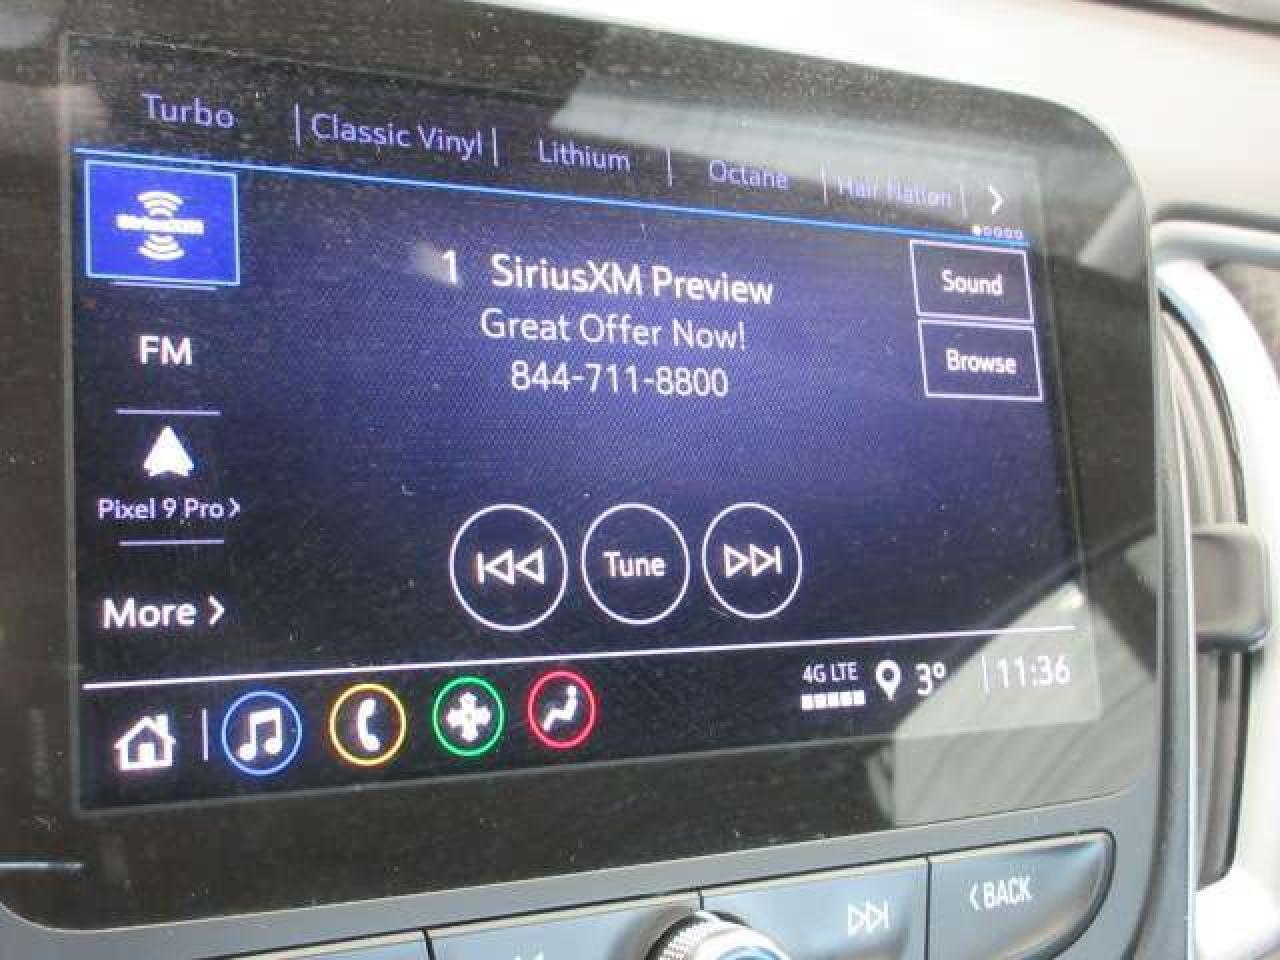 Turbo
Classic Vinyl
Lithium
Octane
Hair Nation
SiriusXM
1 SiriusXM Preview
Great Offer Now!
844-711-8800
Sound
Browse
FM
Pixel 9 Pro
More
Tune
4G LTE
3°
11:36
BACK